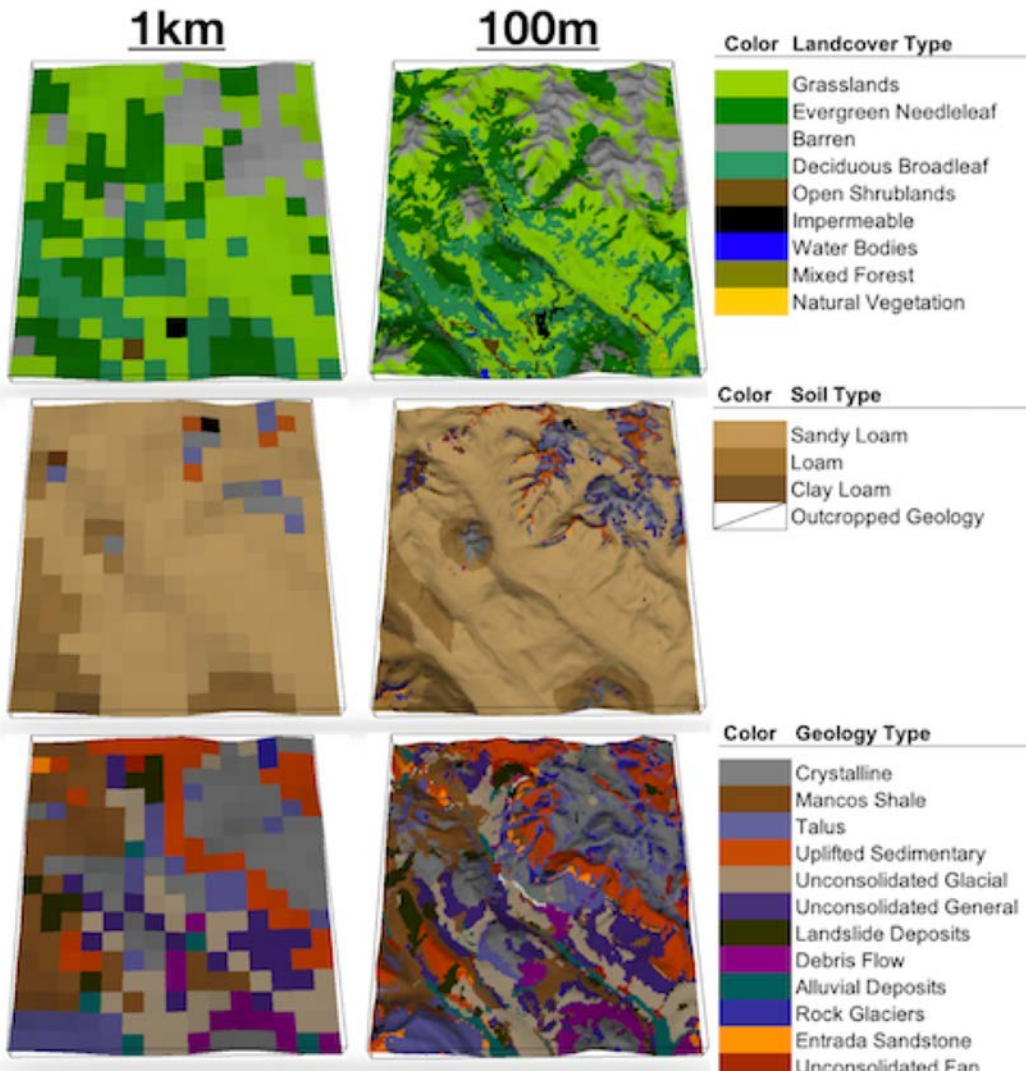 1km 100m
Color Landcover Type
Grasslands
Evergreen Needleleaf
Barren
Deciduous Broadleaf
Open Shrublands
Impermeable
Water Bodies
Mixed Forest
Natural Vegetation
Color Soil Type
Sandy Loam
Loam
Clay Loam
Outcropped Geology
Color Geology Type
Crystalline
Mancos Shale
Talus
Uplifted Sedimentary
Unconsolidated Glacial
Unconsolidated General
Landslide Deposits
Debris Flow
Alluvial Deposits
Rock Glaciers
Entrada Sandstone
Unconsolidated Fan